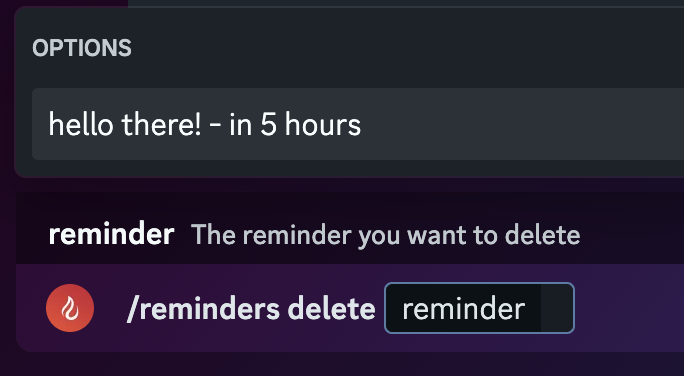 OPTIONS
hello there! - in 5 hours
reminder The reminder you want to delete
/reminders delete reminder